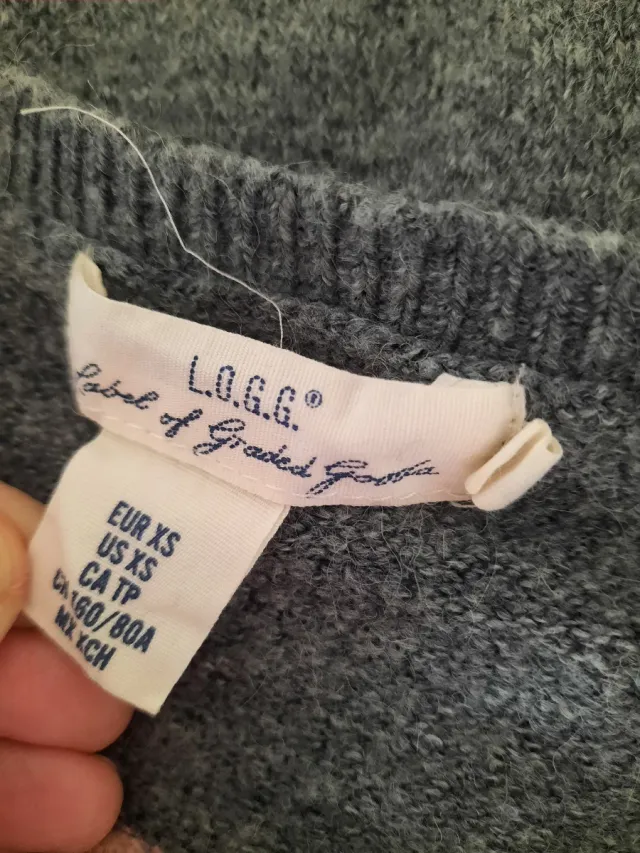 L.O.G.G.®
Label of Graded Goods
EUR XS
US XS
CA TP
CN 160/80A
MX XCH